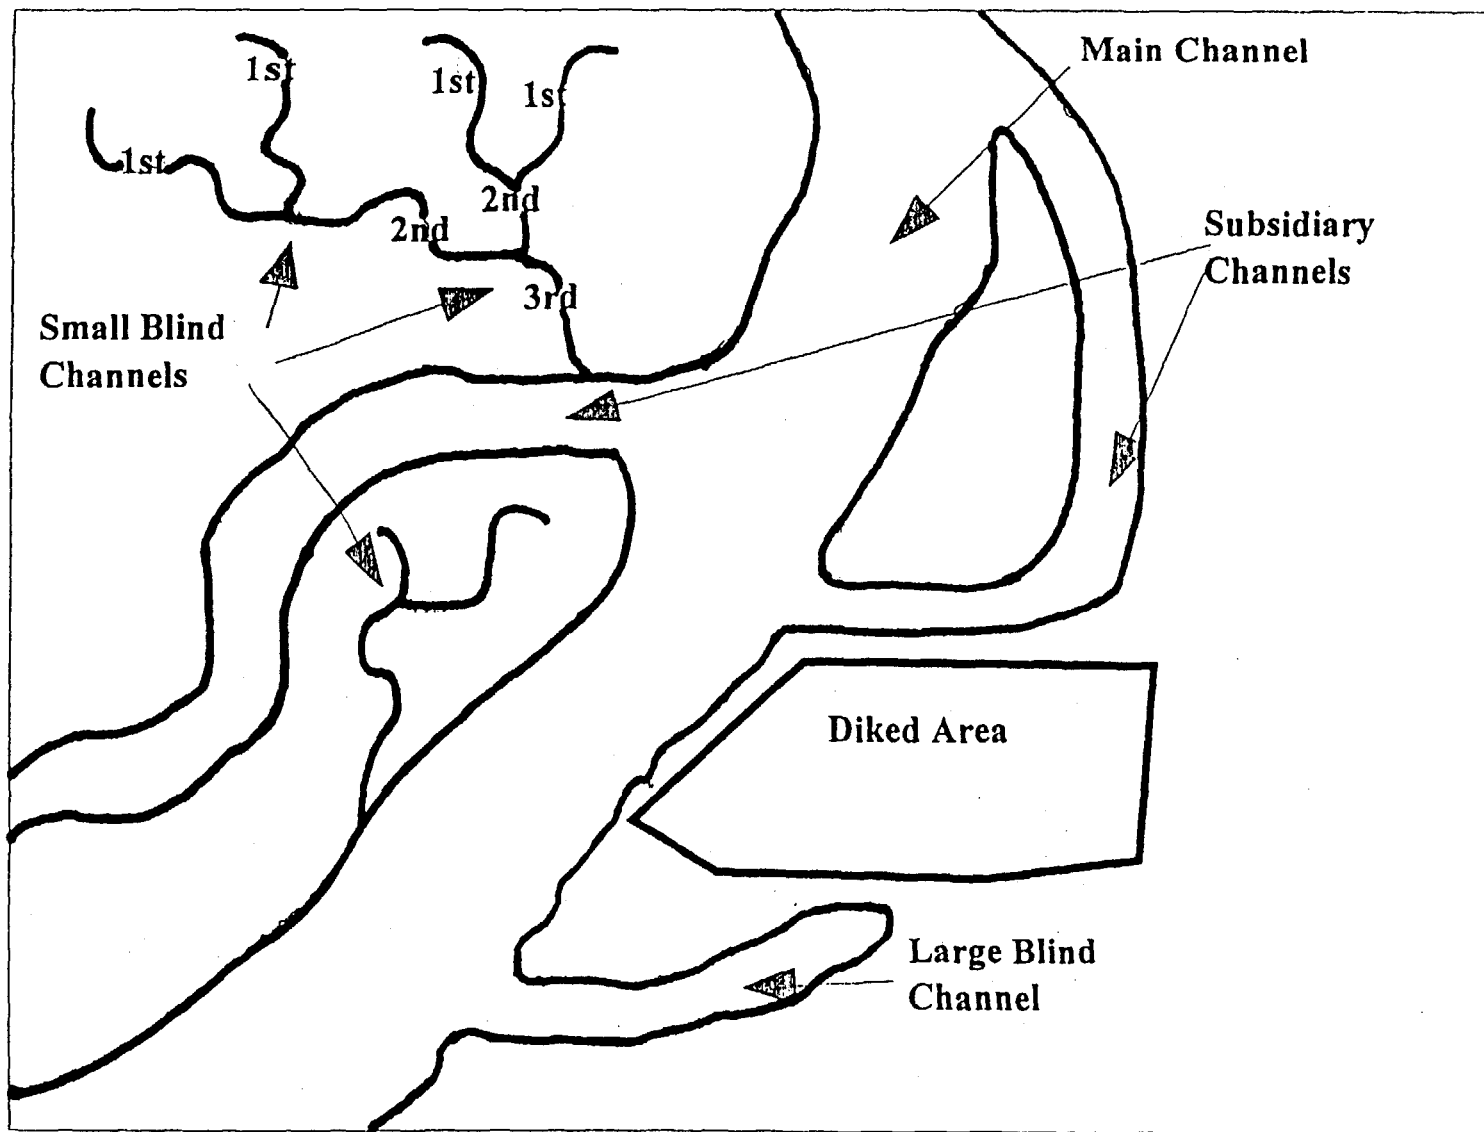 Main Channel
1st
1st
1st
1st
2nd
2nd
3rd
Subsidiary
Channels
Small Blind
Channels
Diked Area
Large Blind
Channel